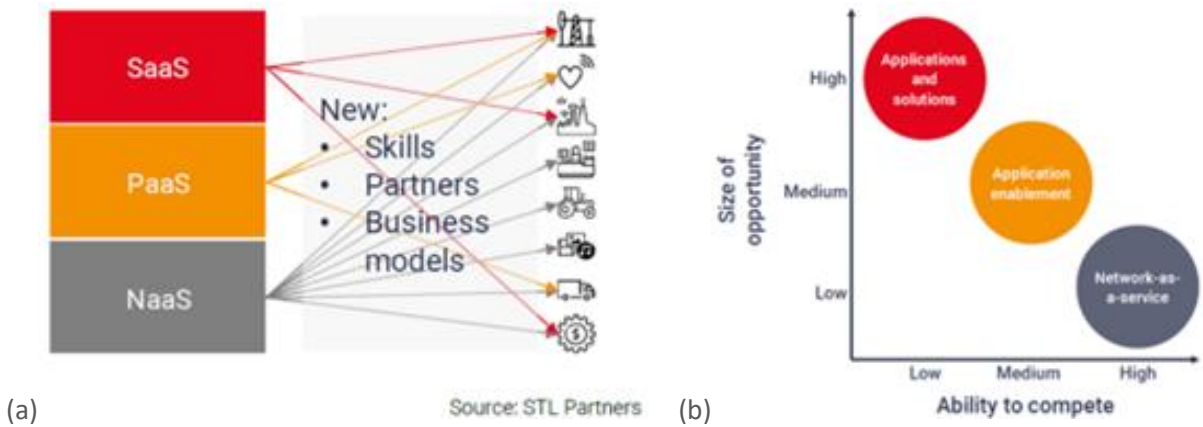 SaaS
PaaS
NaaS
New:
• Skills
• Partners
• Business
models
(a)
Source: STL Partners
Size of
opportunity
High
Medium
Low
Applications
and
solutions
Application
enablement
Network-as-
a-service
Low
Medium
High
Ability to compete
(b)